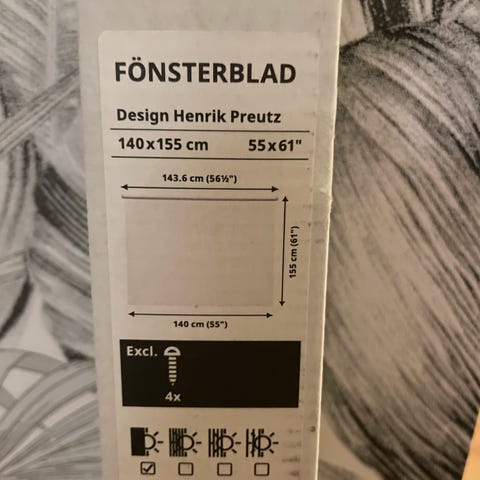 FÖNSTERBLAD
Design Henrik Preutz
140x155 cm 55x61"
143.6 cm (56½")
155 cm (61")
140 cm (55")
Excl.
4x